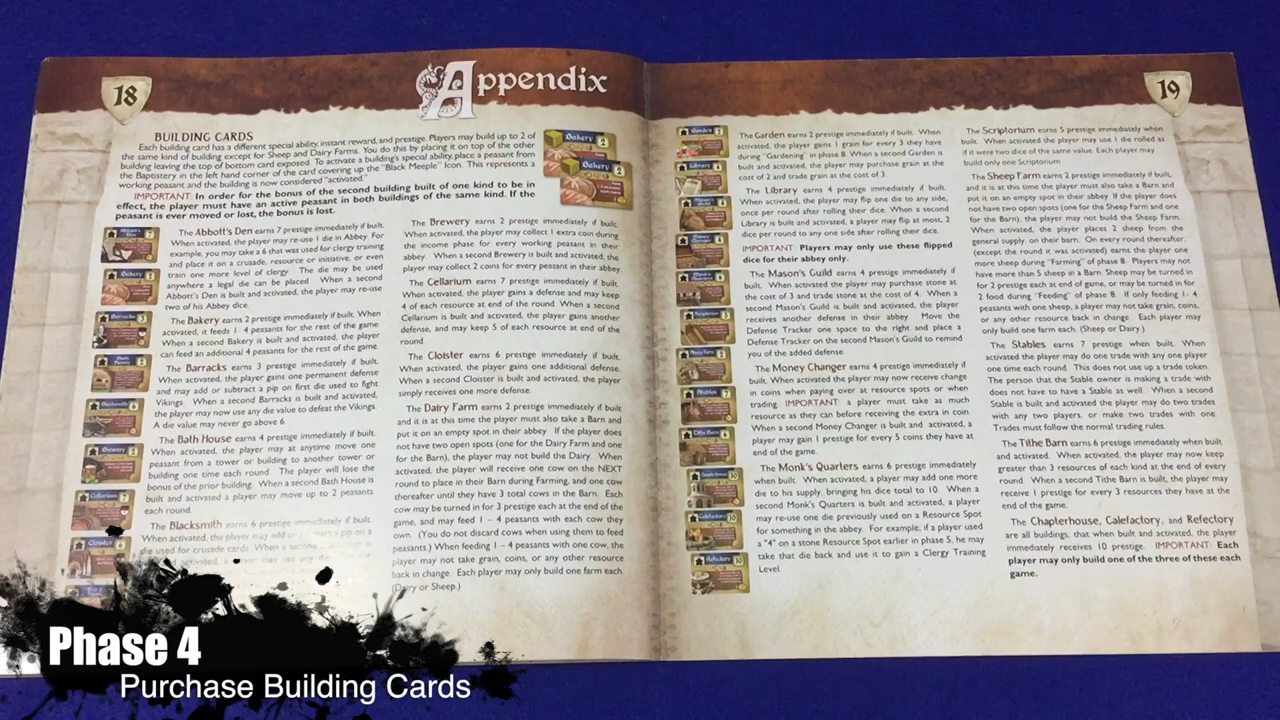 18
Appendix
BUILDING CARDS
Each building card has a different special ability, instant reward, and prestige. Players may build up to 2 of
the same kind of building except for Sheep and Dairy Farms. You do this by placing it on top of the other
building leaving the top of bottom card exposed. To activate a building's special ability, place a peasant from
the Baptistery in the left hand corner of the card covering up the "Black Meeple" Icon. This represents a
working peasant and the building is now considered "activated."
IMPORTANT: In order for the bonus of the second building built of one kind to be in
effect, the player must have an active peasant in both buildings of the same kind. If the
peasant is ever moved or lost, the bonus is lost.
Bakery 2
Bakery 2
The Abbott's Den earns 7 prestige immediately if built.
When activated, the player may re-use 1 die in Abbey. For
example, you may take a 6 that was used for clergy training
and place it on a crusade, resource or initiative, or even
train one more level of clergy. The die may be used
anywhere a legal die can be placed. When a second
Abbott's Den is built and activated, the player may re-use
two of his Abbey dice.
The Bakery earns 2 prestige immediately if built. When
activated, it feeds 1- 4 peasants for the rest of the game.
When a second Bakery is built and activated, the player
can feed an additional 4 peasants for the rest of the game.
The Barracks earns 3 prestige immediately if built.
When activated, the player gains one permanent defense
and may add or subtract a pip on first die used to fight
Vikings. When a second Barracks is built and activated,
the player may now use any die value to defeat the Vikings.
A die value may never go above 6.
The Bath House earns 4 prestige immediately if built.
When activated, the player may at anytime move one
peasant from a tower or building to another tower or
building one time each round. The player will lose the
bonus of the prior building. When a second Bath House is
built and activated a player may move up to 2 peasants
each round.
The Blacksmith earns 6 prestige immediately if built.
When activated, the player may add or pip on
die used for crusade cards. When a second
activated, a player may use any
The Brewery earns 2 prestige immediately if built.
When activated, the player may collect 1 extra coin during
the income phase for every working peasant in their
abbey. When a second Brewery is built and activated, the
player may collect 2 coins for every peasant in their abbey.
The Cellarium earns 7 prestige immediately if built.
When activated, the player gains a defense and may keep
4 of each resource at end of the round. When a second
Cellarium is built and activated, the player gains another
defense, and may keep 5 of each resource at end of the
round.
The Cloister earns 6 prestige immediately if built.
When activated, the player gains one additional defense.
When a second Cloister is built and activated, the player
simply receives one more defense.
The Dairy Farm earns 2 prestige immediately if built
and it is at this time the player must also take a Barn and
put it on an empty spot in their abbey. If the player does
not have two open spots (one for the Dairy Farm and one
for the Barn), the player may not build the Dairy. When
activated, the player will receive one cow on the NEXT
round to place in their Barn during Farming, and one cow
thereafter until they have 3 total cows in the Barn. Each
cow may be turned in for 3 prestige each at the end of the
game, and may feed 1 – 4 peasants with each cow they
own. (You do not discard cows when using them to feed
peasants.) When feeding 1 – 4 peasants with one cow, the
player may not take grain, coins, or any other resource
back in change. Each player may only build one farm each.
(Dairy or Sheep.)
19
The Garden earns 2 prestige immediately if built. When
activated, the player gains 1 grain for every 3 they have
during "Gardening" in phase 8. When a second Garden is
built and activated, the player may purchase grain at the
cost of 2 and trade grain at the cost of 3.
The Library earns 4 prestige immediately if built.
When activated, the player may flip one die to any side,
once per round after rolling their dice. When a second
Library is built and activated, a player may flip at most, 2
dice per round to any one side after rolling their dice.
IMPORTANT: Players may only use these flipped
dice for their abbey only.
The Mason's Guild earns 4 prestige immediately if
built. When activated, the player may purchase stone at
the cost of 3 and trade stone at the cost of 4. When a
second Mason's Guild is built and activated, the player
receives another defense in their abbey. Move the
Defense Tracker one space to the right and place a
Defense Tracker on the second Mason's Guild to remind
you of the added defense.
The Money Changer earns 4 prestige immediately if
built. When activated the player may now receive change
in coins when paying over at resource spots or when
trading. IMPORTANT: a player must take as much
resource as they can before receiving the extra in coin.
When a second Money Changer is built and activated, a
player may gain 1 prestige for every 5 coins they have at
end of the game.
The Monk's Quarters earns 6 prestige immediately
when built. When activated, a player may add one more
die to his supply, bringing his dice total to 10. When a
second Monk's Quarters is built and activated, a player
may re-use one die previously used on a Resource Spot
for something in the abbey. For example, if a player used
a "4" on a stone Resource Spot earlier in phase 5, he may
take that die back and use it to gain a Clergy Training
Level.
The Scriptorium earns 5 prestige immediately when
built. When activated the player may use 1 die rolled as
if it were two dice of the same value. Each player may
build only one Scriptorium.
The Sheep Farm earns 2 prestige immediately if built,
and it is at this time the player must also take a Barn and
put it on an empty spot in their abbey. If the player does
not have two open spots (one for the Sheep Farm and one
for the Barn), the player may not build the Sheep Farm.
When activated, the player places 2 sheep from the
general supply, on their barn. On every round thereafter,
(except the round it was activated) earns the player one
more sheep during "Farming" of phase 8. Players may not
have more than 5 sheep in a Barn. Sheep may be turned in
for 2 prestige each at end of game, or may be turned in for
2 food during "Feeding" of phase 8. If only feeding 1- 4
peasants with one sheep, a player may not take grain, coins,
or any other resource back in change. Each player may
only build one farm each. (Sheep or Dairy.)
The Stables earns 7 prestige when built. When
activated the player may do one trade with any one player
one time each round. This does not use up a trade token.
The person that the Stable owner is making a trade with
does not have to have a Stable as well. When a second
Stable is built and activated, the player may do two trades
with any two players, or make two trades with one.
Trades must follow the normal trading rules.
The Tithe Barn earns 6 prestige immediately when built
and activated. When activated, the player may now keep
greater than 3 resources of each kind at the end of every
round. When a second Tithe Barn is built, the player may
receive 1 prestige for every 3 resources they have at the
end of the game.
The Chapterhouse, Calefactory, and Refectory
are all buildings, that when built and activated, the player
immediately receives 10 prestige. IMPORTANT: Each
player may only build one of the three of these each
game.
Phase 4
Purchase Building Cards